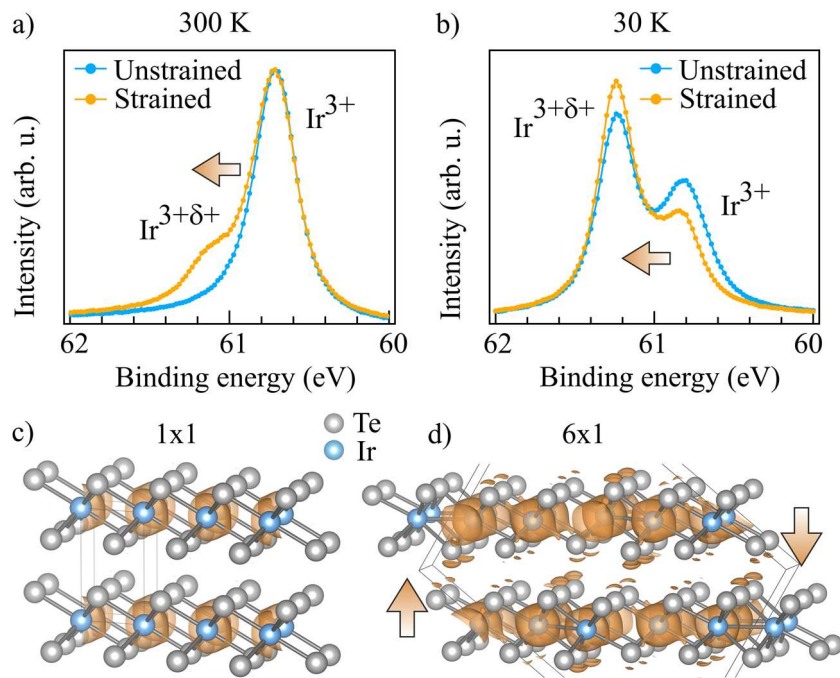 a) 300 K
Unstrained
Strained
Ir3+
Ir3+δ+
Intensity (arb. u.)
62 61 60
Binding energy (eV)
b) 30 K
Unstrained
Strained
Ir3+δ+
Ir3+
Intensity (arb. u.)
62 61 60
Binding energy (eV)
c) 1x1
Te
Ir
d) 6x1